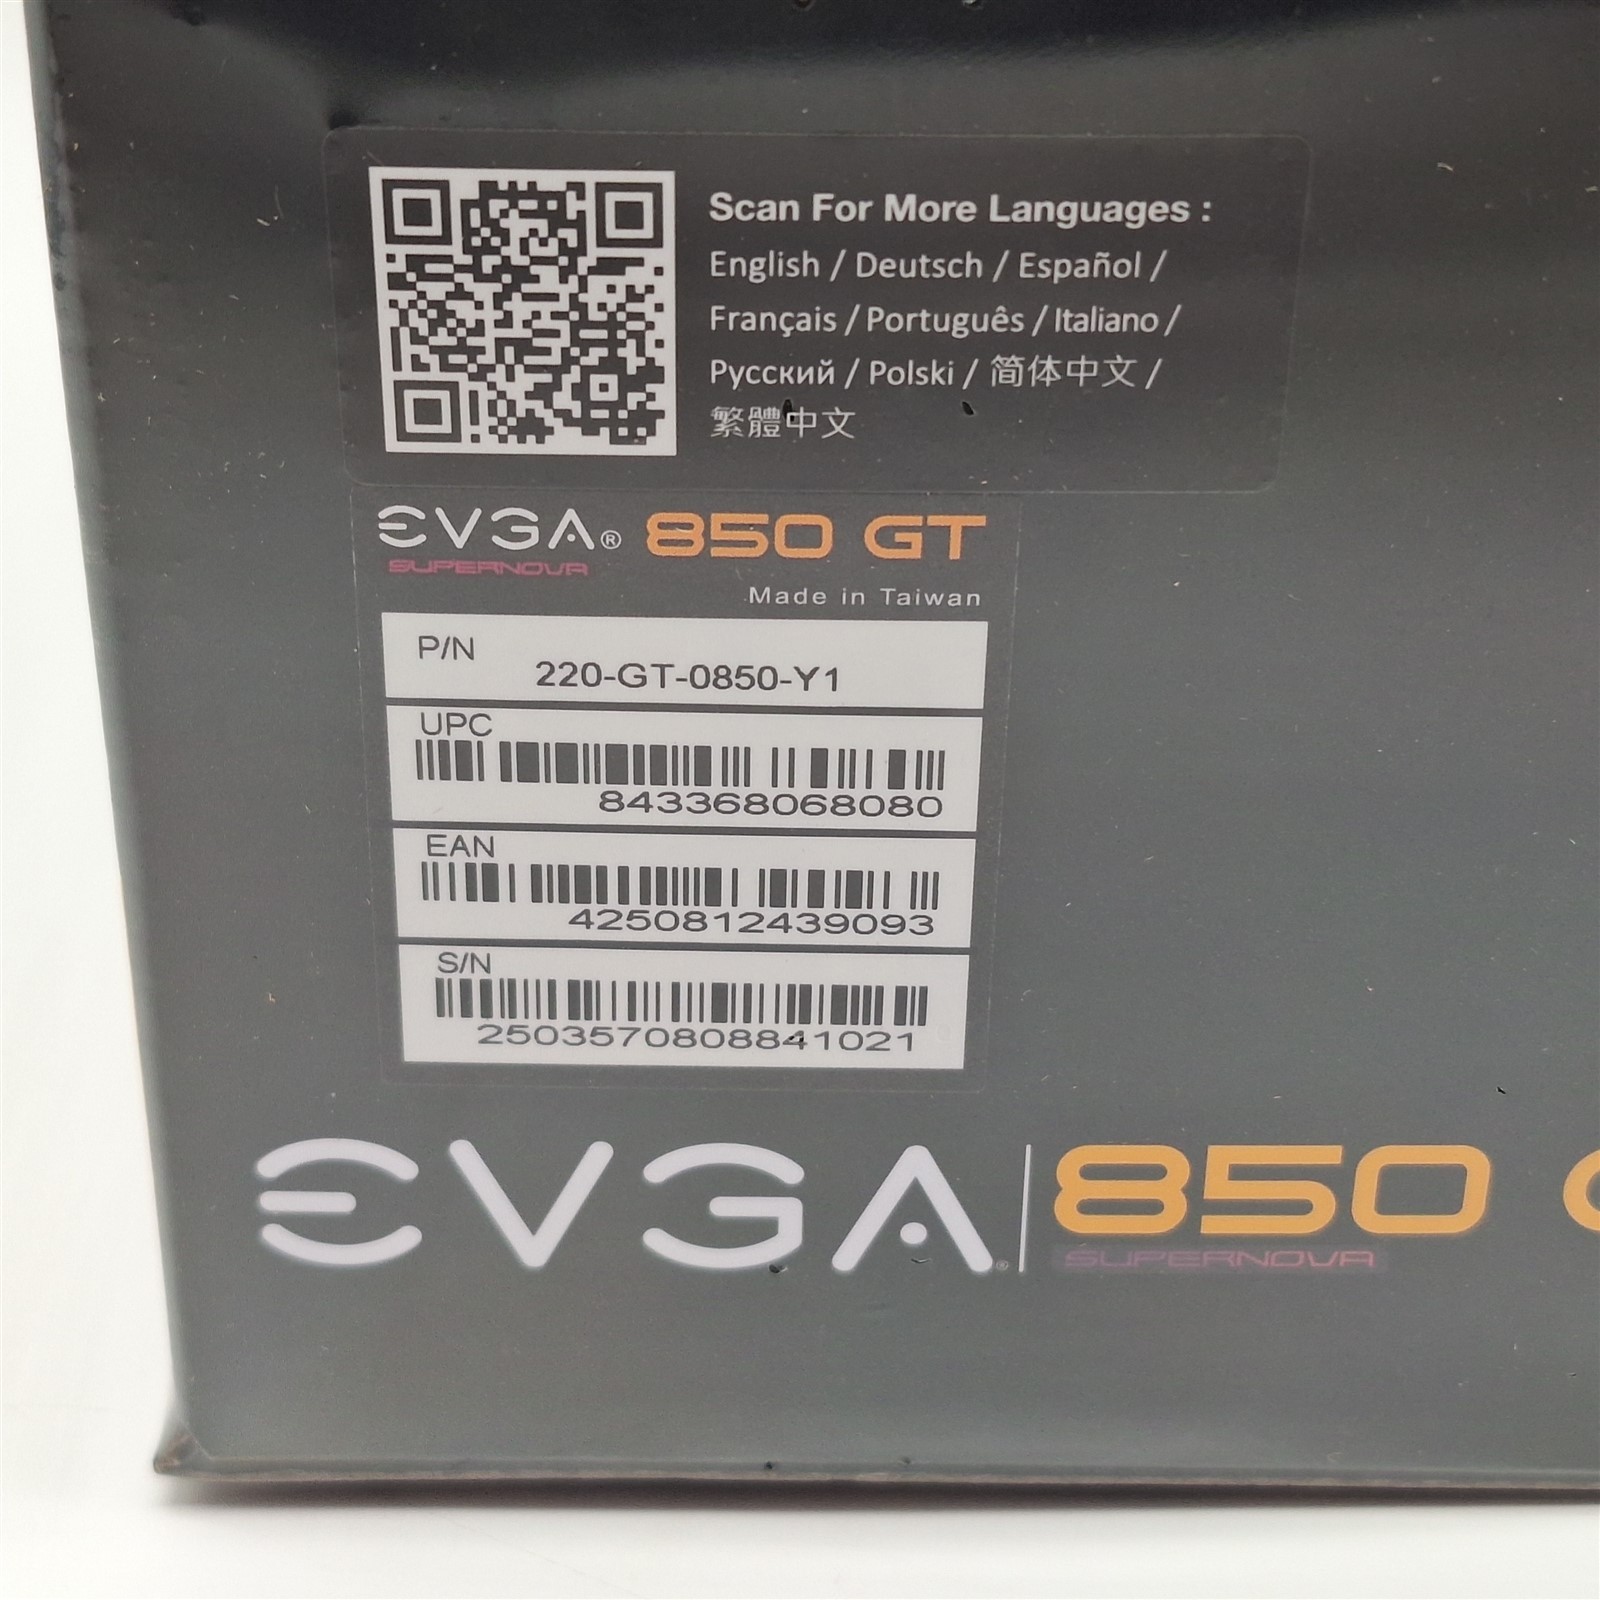 Scan For More Languages :
English / Deutsch / Español /
Français / Português / Italiano /
Русский / Polski / 简体中文 /
繁體中文
EVGA® 850 GT
SUPERNOVA
Made in Taiwan
P/N
220-GT-0850-Y1
UPC
843368068080
EAN
4250812439093
S/N
2503570808841021
EVGA® 850
SUPERNOVA